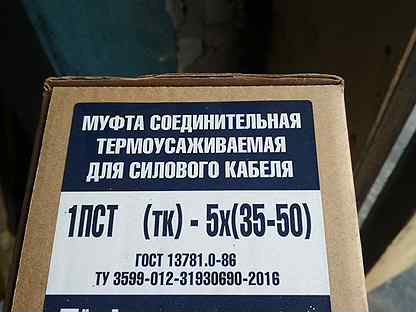 МУФТА СОЕДИНИТЕЛЬНАЯ
ТЕРМОУСАЖИВАЕМАЯ
ДЛЯ СИЛОВОГО КАБЕЛЯ
1ПСТ (тк) - 5х(35-50)
ГОСТ 13781.0-86
ТУ 3599-012-31930690-2016